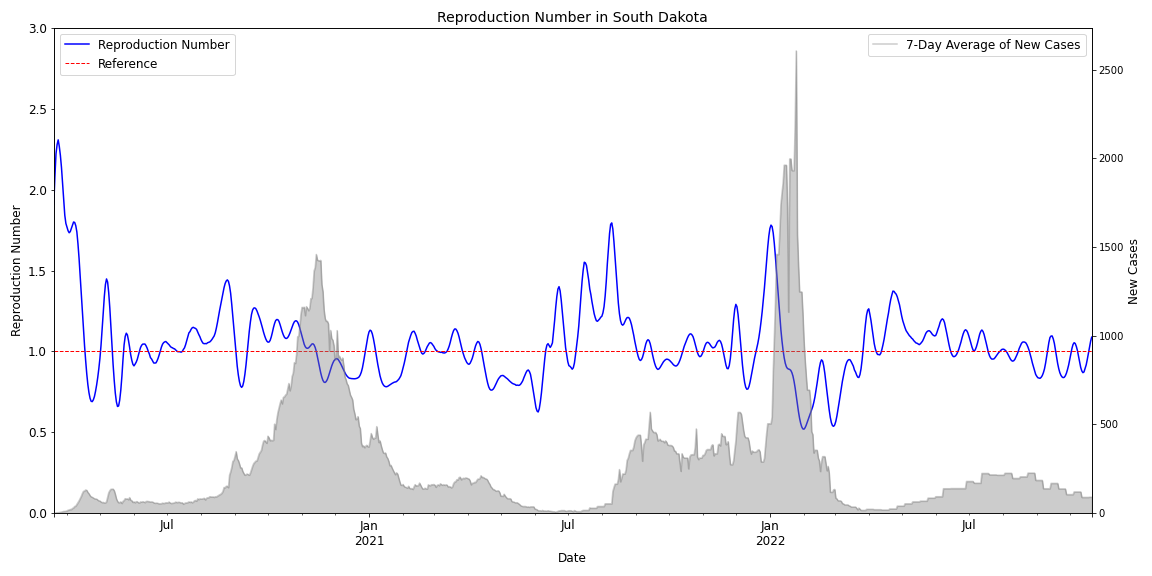 Reproduction Number in South Dakota
Reproduction Number
Reference
7-Day Average of New Cases
3.0
2.5
2.0
1.5
1.0
0.5
0.0
Reproduction Number
2500
2000
1500
1000
500
0
New Cases
Jul
Jan
2021
Jul
Jan
2022
Jul
Date